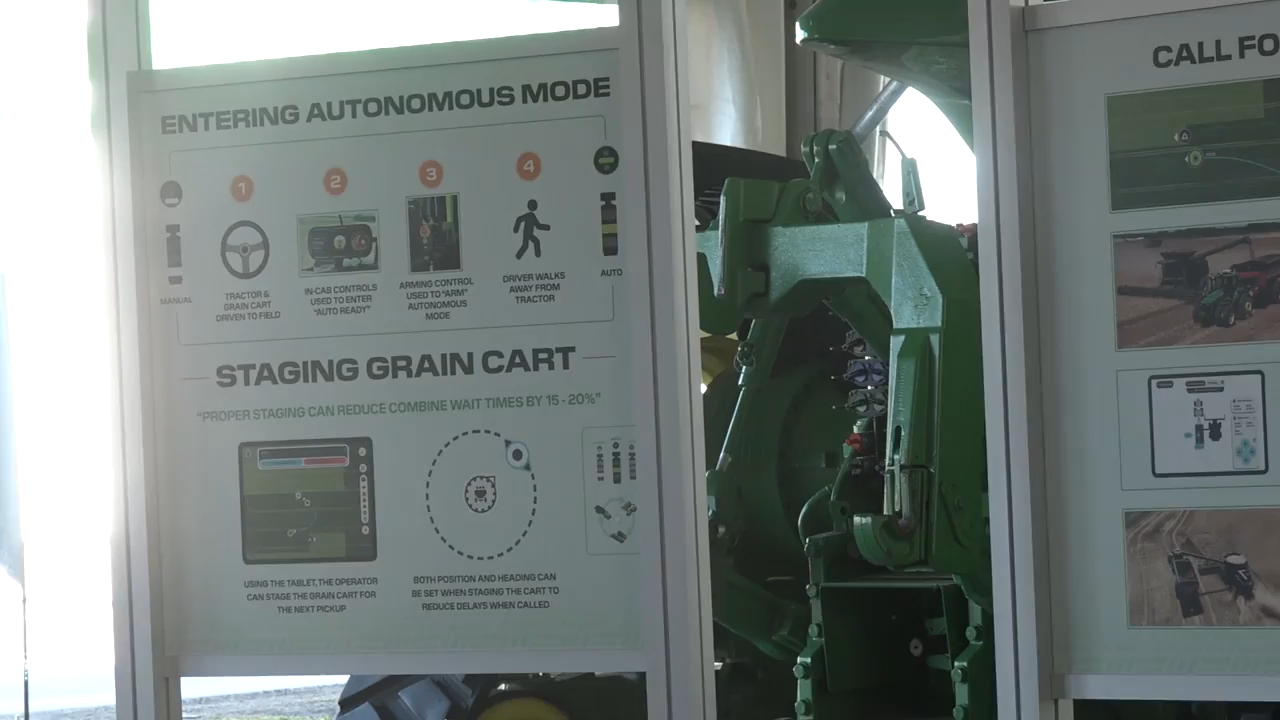 ENTERING AUTONOMOUS MODE
1
2
3
4
MANUAL
TRACTOR &
GRAIN CART
DRIVEN TO FIELD
IN-CAB CONTROLS
USED TO ENTER
"AUTO READY"
ARMING CONTROL
USED TO "ARM"
AUTONOMOUS
MODE
DRIVER WALKS
AWAY FROM
TRACTOR
AUTO
STAGING GRAIN CART
"PROPER STAGING CAN REDUCE COMBINE WAIT TIMES BY 15 - 20%"
USING THE TABLET, THE OPERATOR
CAN STAGE THE GRAIN CART FOR
THE NEXT PICKUP
BOTH POSITION AND HEADING CAN
BE SET WHEN STAGING THE CART TO
REDUCE DELAYS WHEN CALLED
CALL FO